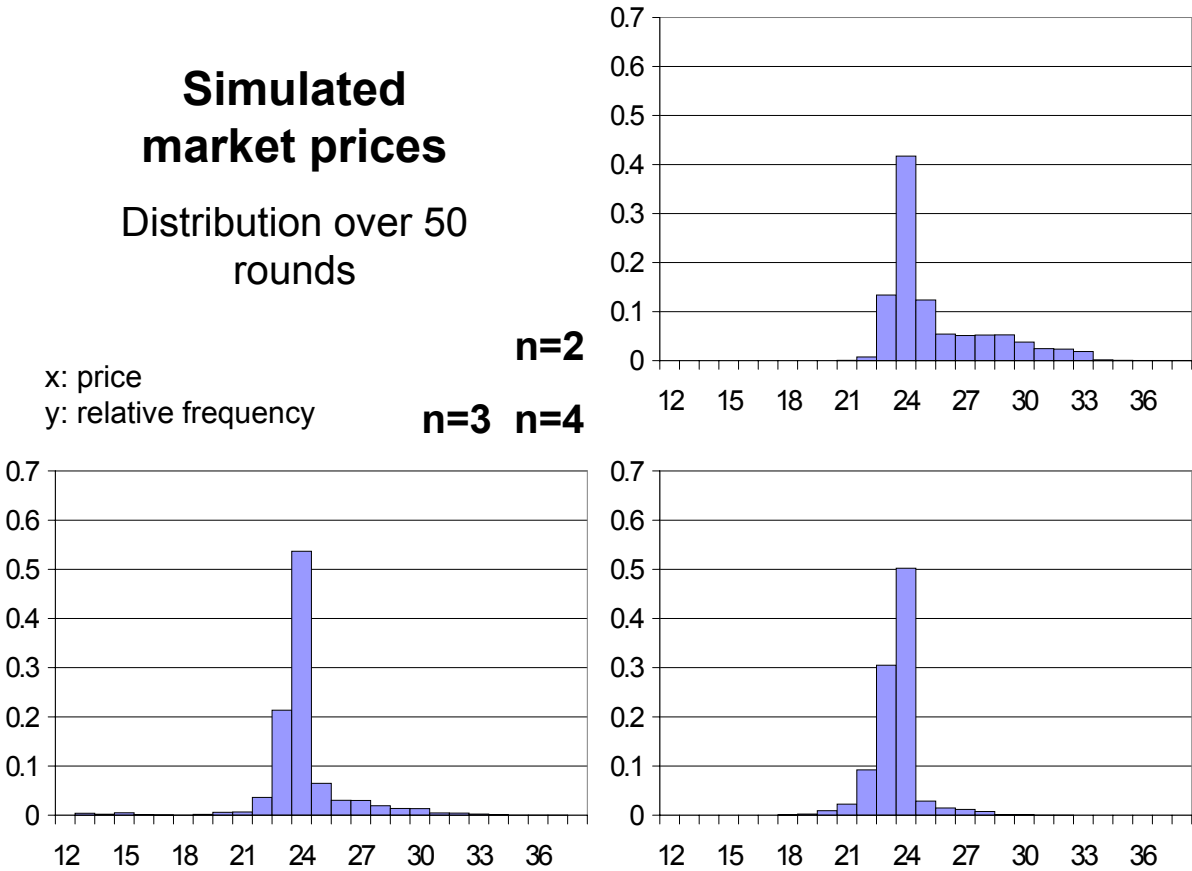 Simulated
market prices
Distribution over 50
rounds
x: price
y: relative frequency
n=2
n=3 n=4
0.7
0.6
0.5
0.4
0.3
0.2
0.1
0
12 15 18 21 24 27 30 33 36
0.7
0.6
0.5
0.4
0.3
0.2
0.1
0
12 15 18 21 24 27 30 33 36
0.7
0.6
0.5
0.4
0.3
0.2
0.1
0
12 15 18 21 24 27 30 33 36